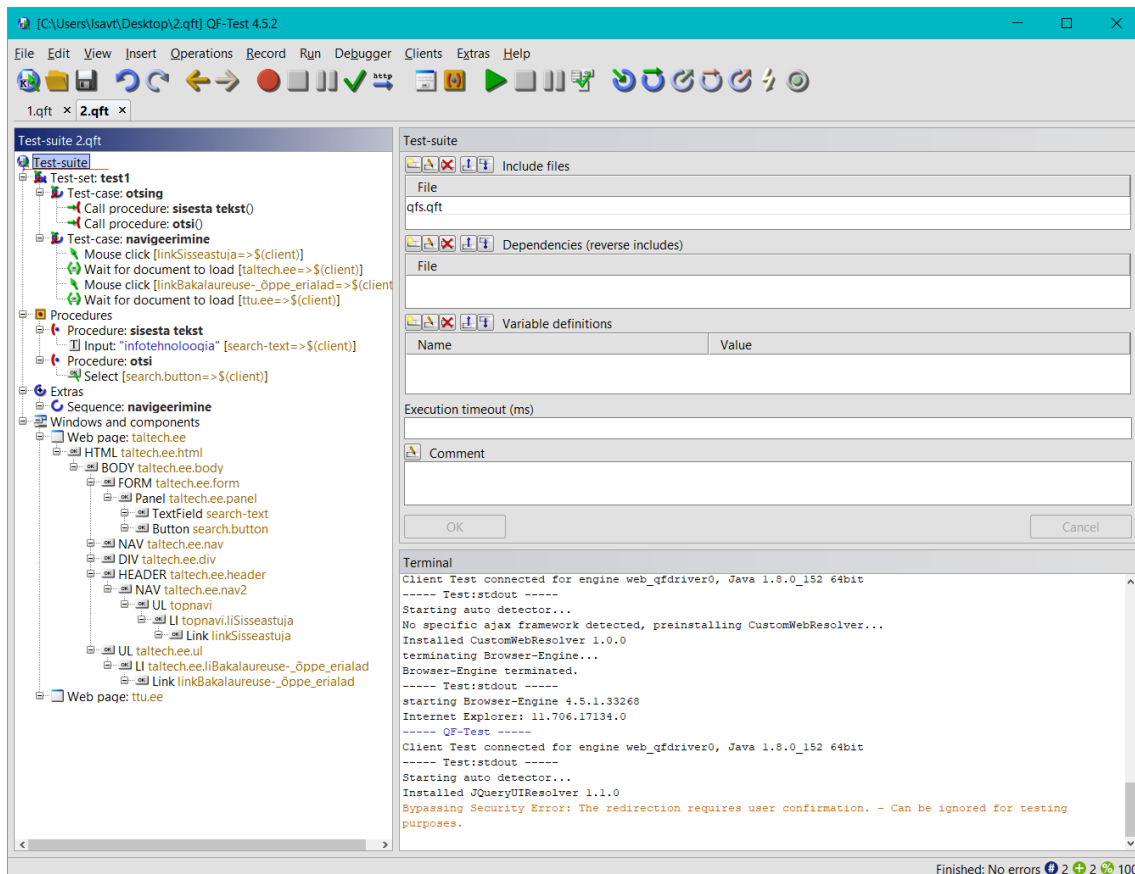 [C:\Users\lsavt\Desktop\2.qft] QF-Test 4.5.2
File Edit View Insert Operations Record Run Debugger Clients Extras Help
http
1.qft × 2.qft ×
Test-suite 2.qft
Test-suite
Test-set: test1
Test-case: otsing
Call procedure: sisesta tekst()
Call procedure: otsi()
Test-case: navigeerimine
Mouse click [linkSisseastuja=>$(client)]
Wait for document to load [taltech.ee=>$(client)]
Mouse click [linkBakalaureuse-_õppe_erialad=>$(client
Wait for document to load [ttu.ee=>$(client)]
Procedures
Procedure: sisesta tekst
Input: "infotehnoloogia" [search-text=>$(client)]
Procedure: otsi
Select [search.button=>$(client)]
Extras
Sequence: navigeerimine
Windows and components
Web page: taltech.ee
HTML taltech.ee.html
BODY taltech.ee.body
FORM taltech.ee.form
Panel taltech.ee.panel
TextField search-text
Button search.button
NAV taltech.ee.nav
DIV taltech.ee.div
HEADER taltech.ee.header
NAV taltech.ee.nav2
UL topnavi
LI topnavi.liSisseastuja
Link linkSisseastuja
UL taltech.ee.ul
LI taltech.ee.liBakalaureuse-_õppe_erialad
Link linkBakalaureuse-_õppe_erialad
Web page: ttu.ee
Test-suite
Include files
File
qfs.qft
Dependencies (reverse includes)
File
Variable definitions
Name Value
Execution timeout (ms)
Comment
OK Cancel
Terminal
Client Test connected for engine web_qfdriver0, Java 1.8.0_152 64bit
----- Test:stdout -----
Starting auto detector...
No specific ajax framework detected, preinstalling CustomWebResolver...
Installed CustomWebResolver 1.0.0
terminating Browser-Engine...
Browser-Engine terminated.
----- Test:stdout -----
starting Browser-Engine 4.5.1.33268
Internet Explorer: 11.706.17134.0
----- QF-Test -----
Client Test connected for engine web_qfdriver0, Java 1.8.0_152 64bit
----- Test:stdout -----
Starting auto detector...
Installed JQueryUIResolver 1.1.0
Bypassing Security Error: The redirection requires user confirmation. - Can be ignored for testing
purposes.
Finished: No errors # 2 + 2 % 100